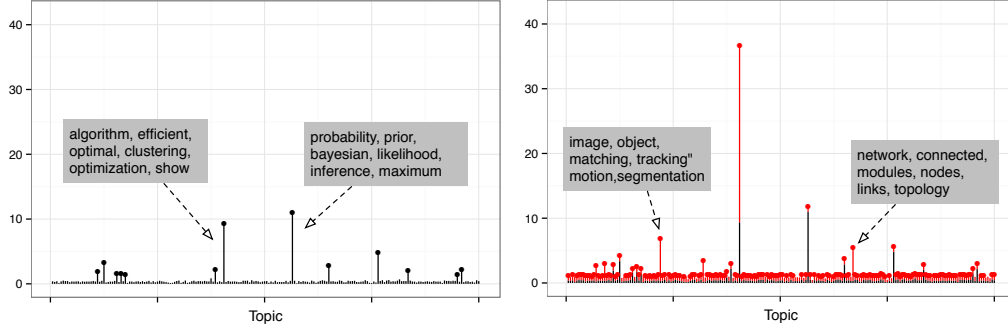 40
30
20
10
0
algorithm, efficient,
optimal, clustering,
optimization, show
probability, prior,
bayesian, likelihood,
inference, maximum
Topic
40
30
20
10
0
image, object,
matching, tracking"
motion,segmentation
network, connected,
modules, nodes,
links, topology
Topic